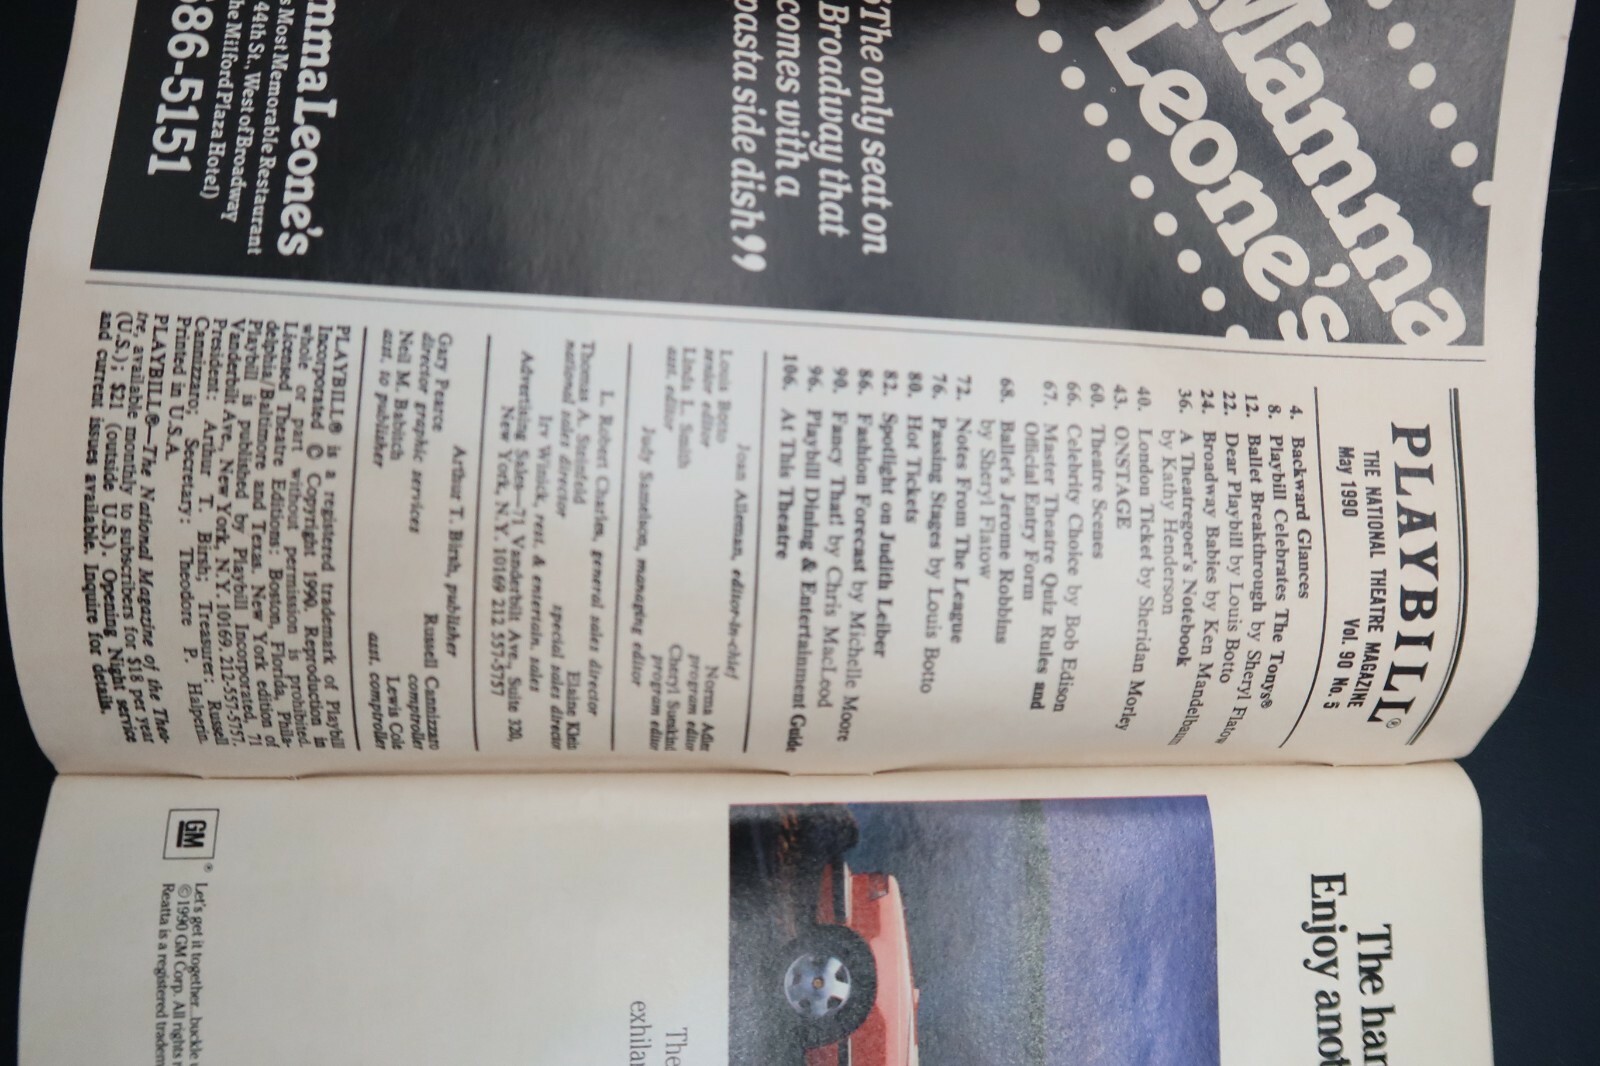 Mamma
Leone's
The only seat on
Broadway that
comes with a
pasta side dish
mma Leone's
s Most Memorable Restaurant
44th St., West of Broadway
he Milford Plaza Hotel)
86-5151
PLAYBILL®
THE NATIONAL THEATRE MAGAZINE
May 1990 Vol. 90 No. 5
4. Backward Glances
8. Playbill Celebrates The Tonys®
12. Ballet Breakthrough by Sheryl Flatow
22. Dear Playbill by Louis Botto
24. Broadway Babies by Ken Mandelbaum
36. A Theatregoer's Notebook
by Kathy Henderson
40. London Ticket by Sheridan Morley
43. ONSTAGE
60. Theatre Scenes
66. Celebrity Choice by Bob Edison
67. Master Theatre Quiz Rules and
Official Entry Form
68. Ballet's Jerome Robbins
by Sheryl Flatow
72. Notes From The League
76. Passing Stages by Louis Botto
80. Hot Tickets
82. Spotlight on Judith Leiber
86. Fashion Forecast by Michelle Moore
90. Fancy That! by Chris MacLeod
96. Playbill Dining & Entertainment Guide
106. At This Theatre
Joan Alleman, editor-in-chief
Louis Botto
senior editor
Linda L. Smith
asst. editor
Norma Adler
program editor
Cheryl Suskind
program editor
Judy Samelson, managing editor
L. Robert Charles, general sales director
Thomas A. Steinfeld
national sales director
Elaine Klein
special sales director
Irv Winick, rest. & entertain. sales
Advertising Sales—71 Vanderbilt Ave., Suite 320,
New York, N.Y. 10169 212 557-5757
Arthur T. Birsh, publisher
Gary Pearce
director graphic services
Neil M. Babitch
asst. to publisher
Russell Cannizzaro
comptroller
Lewis Cole
asst. comptroller
PLAYBILL® is a registered trademark of Playbill
Incorporated © Copyright 1990. Reproduction in
whole or part without permission is prohibited.
Licensed Theatre Editions: Boston, Florida, Phila-
delphia/Baltimore and Texas. New York edition of
Playbill is published by Playbill Incorporated, 71
Vanderbilt Ave., New York, N.Y. 10169. 212-557-5757.
President: Arthur T. Birsh; Treasurer: Russell
Cannizzaro; Secretary: Theodore P. Halperin.
Printed in U.S.A.
PLAYBILL®—The National Magazine of the Thea-
tre, available monthly to subscribers for $18 per year
(U.S.); $21 (outside U.S.). Opening Night service
and current issues available. Inquire for details.
The har
Enjoy anot
The
exhilar
GM ®
Let's get it together...buckle
©1990 GM Corp. All rights
Reatta is a registered tradem